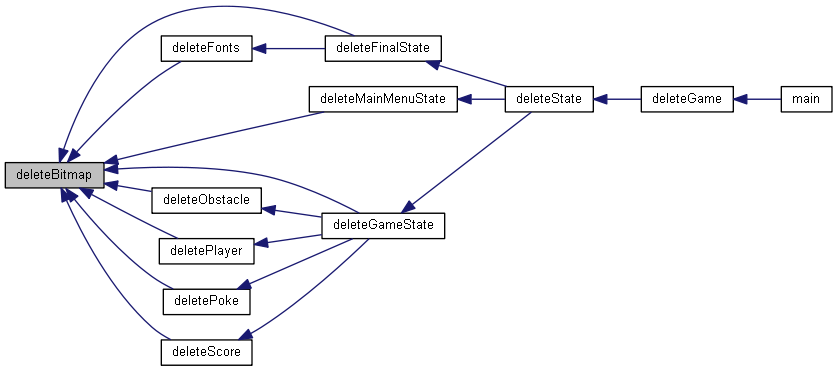 deleteFonts
deleteFinalState
deleteMainMenuState
deleteState
deleteGame
main
deleteBitmap
deleteObstacle
deleteGameState
deletePlayer
deletePoke
deleteScore